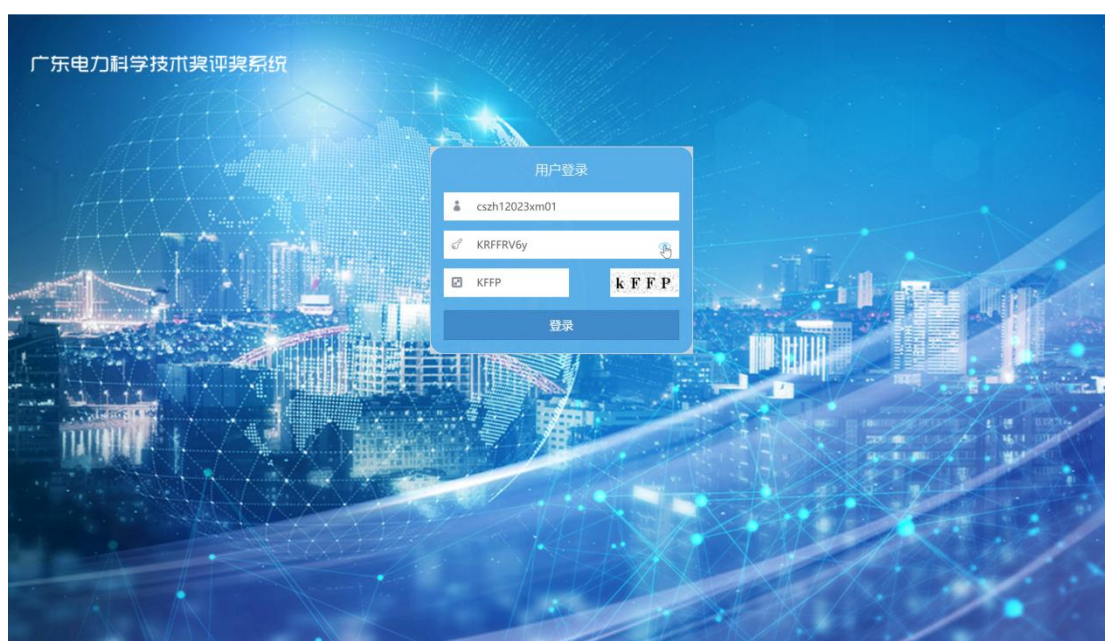 广东电力科学技术奖评奖系统
用户登录
cszh12023xm01
KRFFRV6y
KFFP
kFFP
登录